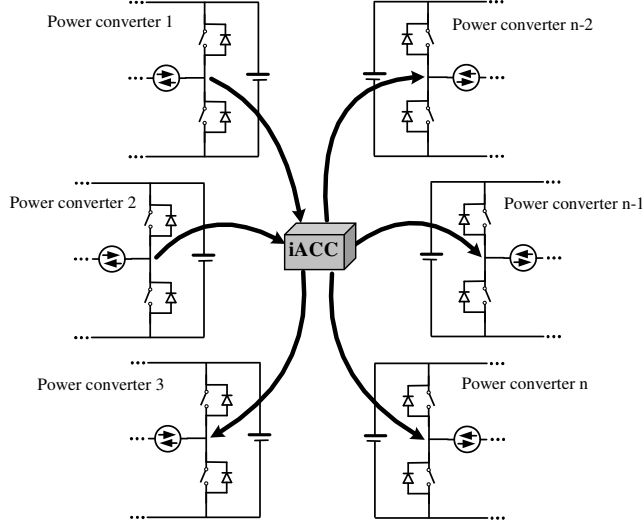 Power converter 1
Power converter n-2
Power converter 2
Power converter n-1
iACC
Power converter 3
Power converter n